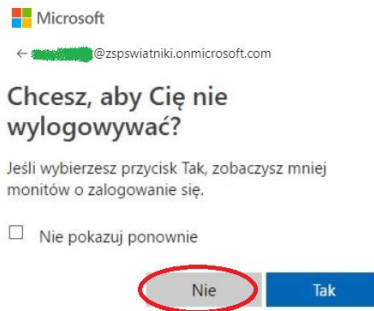 Microsoft
← @zspswiatniki.onmicrosoft.com
Chcesz, aby Cię nie
wylogowywać?
Jeśli wybierzesz przycisk Tak, zobaczysz mniej
monitów o zalogowanie się.
Nie pokazuj ponownie
Nie Tak